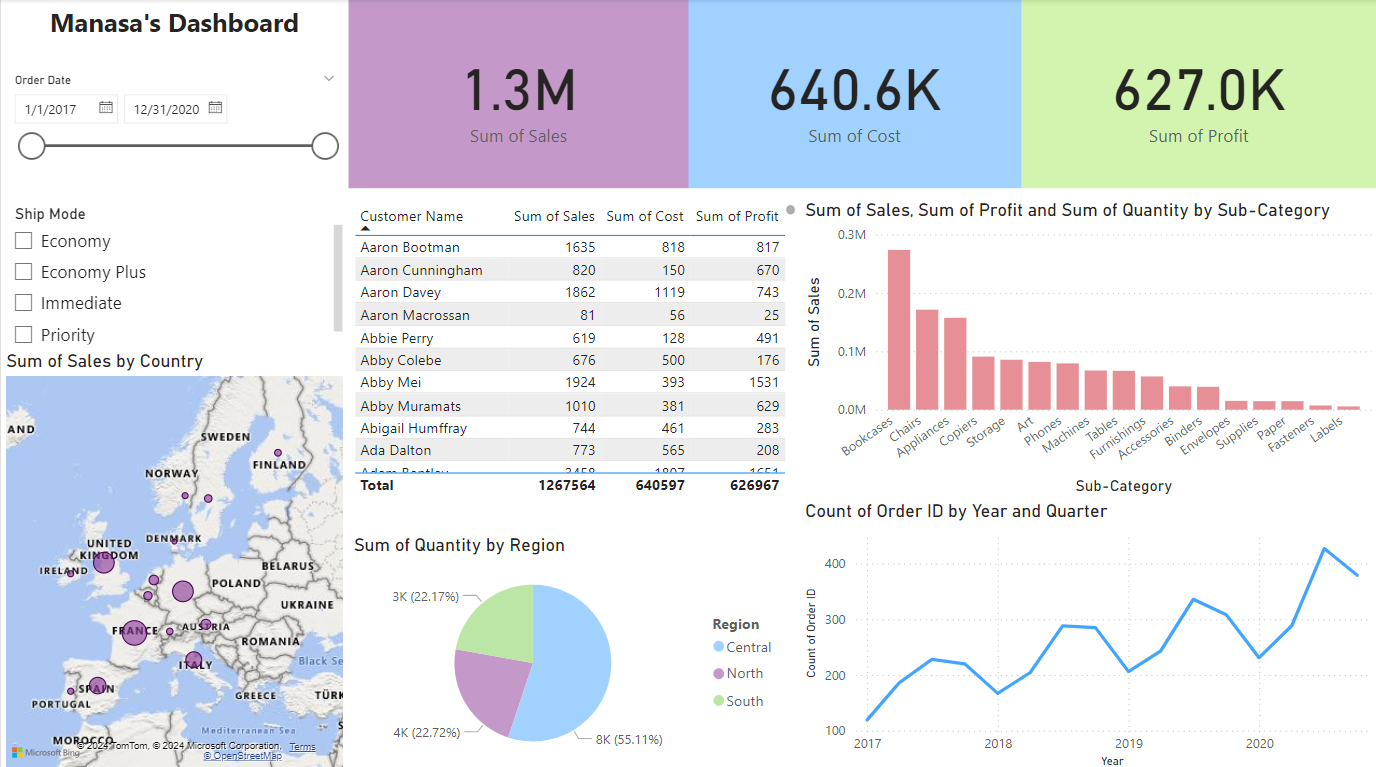 Manasa's Dashboard
Order Date
1/1/2017 12/31/2020
Ship Mode
Economy
Economy Plus
Immediate
Priority
1.3M
Sum of Sales
640.6K
Sum of Cost
627.0K
Sum of Profit
Customer Name Sum of Sales Sum of Cost Sum of Profit
Aaron Bootman 1635 818 817
Aaron Cunningham 820 150 670
Aaron Davey 1862 1119 743
Aaron Macrossan 81 56 25
Abbie Perry 619 128 491
Abby Colebe 676 500 176
Abby Mei 1924 393 1531
Abby Muramats 1010 381 629
Abigail Humffray 744 461 283
Ada Dalton 773 565 208
Total 1267564 640597 626967
Sum of Sales, Sum of Profit and Sum of Quantity by Sub-Category
Sum of Sales
0.3M
0.2M
0.1M
0.0M
Bookcases
Chairs
Appliances
Copiers
Storage
Art
Phones
Machines
Tables
Furnishings
Accessories
Binders
Envelopes
Supplies
Paper
Fasteners
Labels
Sub-Category
Sum of Sales by Country
AND
SWEDEN
FINLAND
NORWAY
UNITED
KINGDOM
DENMARK
IRELAND
BELARUS
POLAND
UKRAINE
FRANCE
AUSTRIA
ROMANIA
ITALY
Black Se
SPAIN
PORTUGAL
GREECE
TÜRK
Mediterranean Sea
MOROCCO
Microsoft Bing
© 2024 TomTom, © 2024 Microsoft Corporation, Terms
© OpenStreetMap
Sum of Quantity by Region
3K (22.17%)
4K (22.72%)
8K (55.11%)
Region
Central
North
South
Count of Order ID by Year and Quarter
Count of Order ID
400
300
200
100
2017 2018 2019 2020
Year